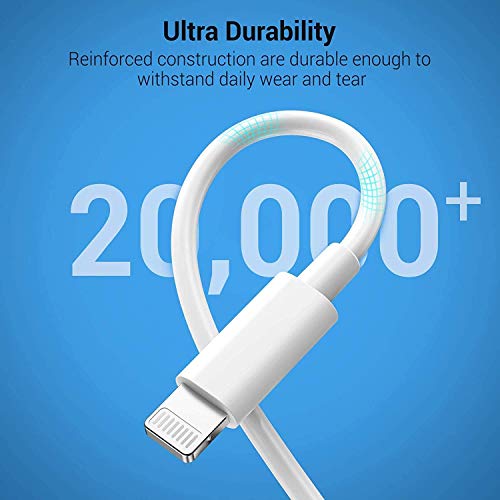 Ultra Durability
Reinforced construction are durable enough to
withstand daily wear and tear
20,000+